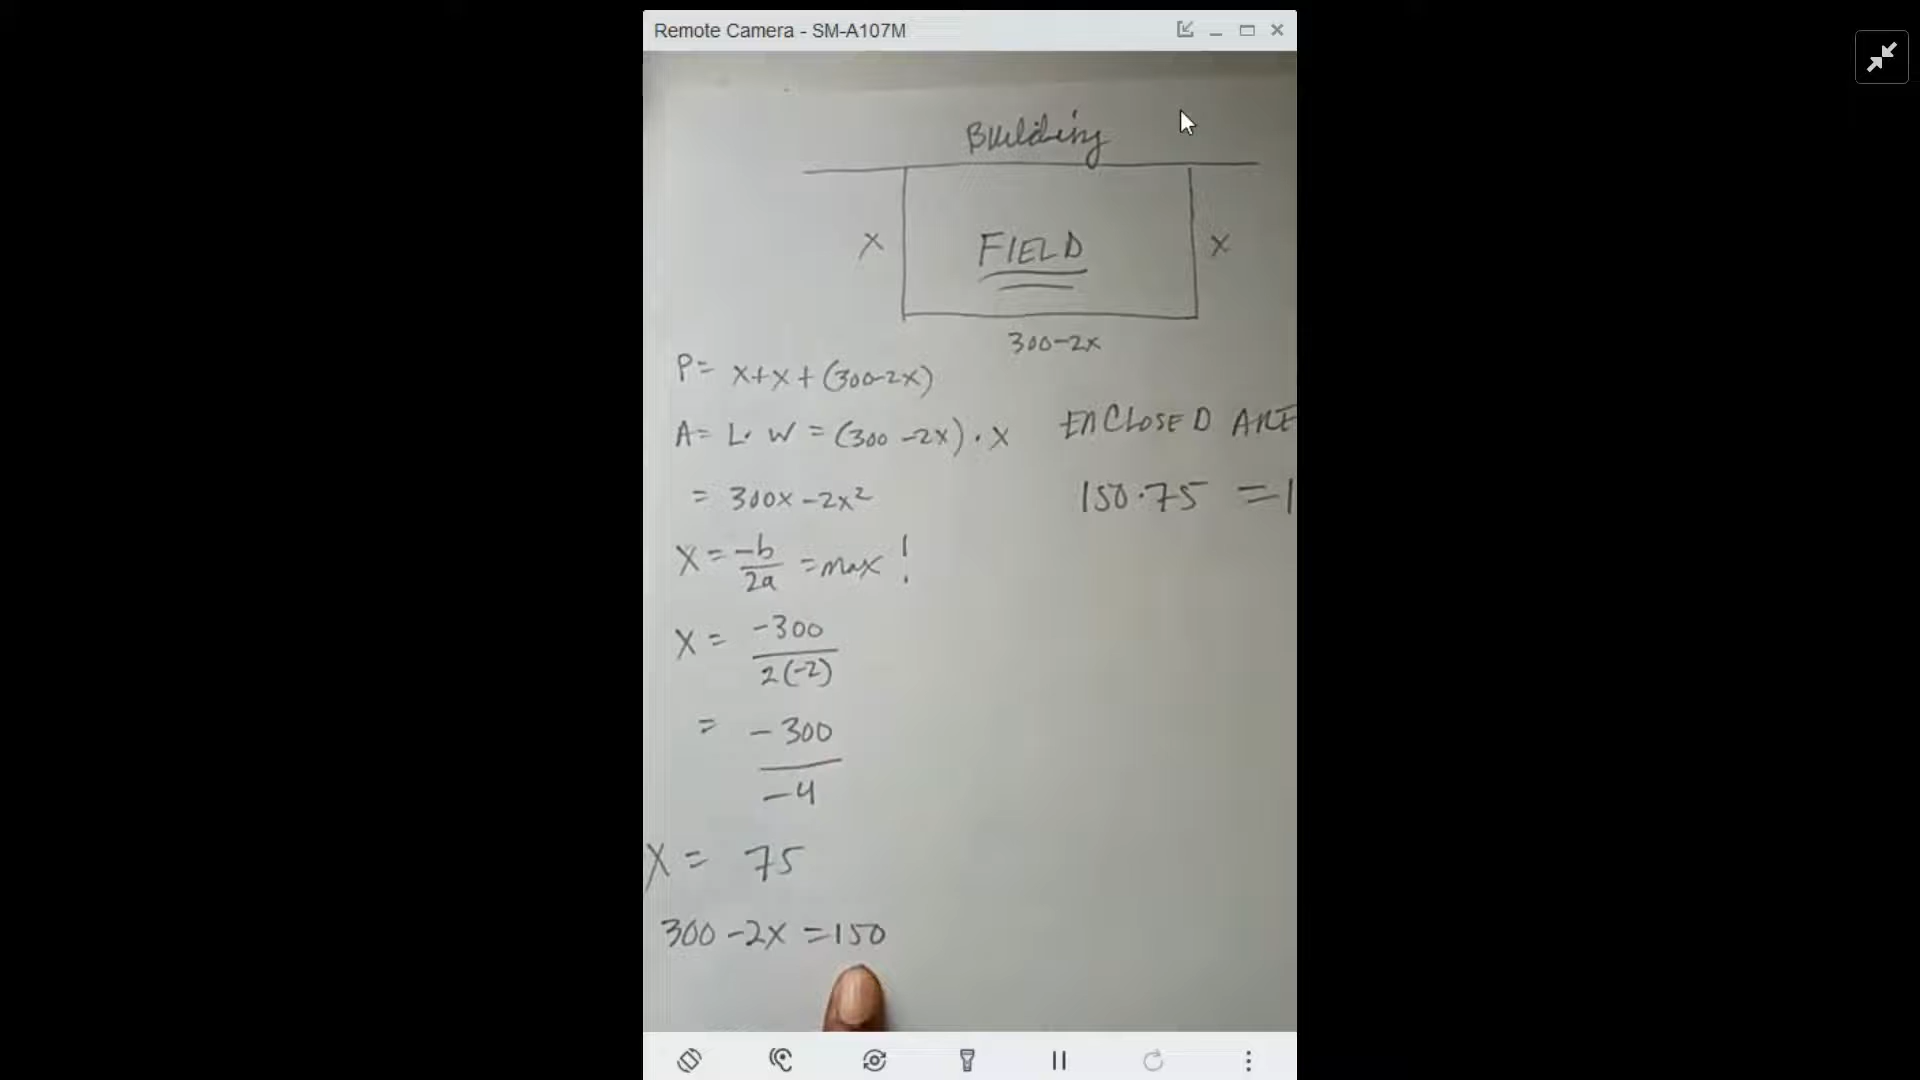 Remote Camera - SM-A107M
Building
X FIELD X
300-2x
P= x+x+(300-2x)
A= L. W = (300 -2x) · x
ENCLOSED ARE
= 300x -2x²
150.75 =1
X = -b/2a = max !
X = -300/2(-2)
= -300/-4
X = 75
300 -2x =150